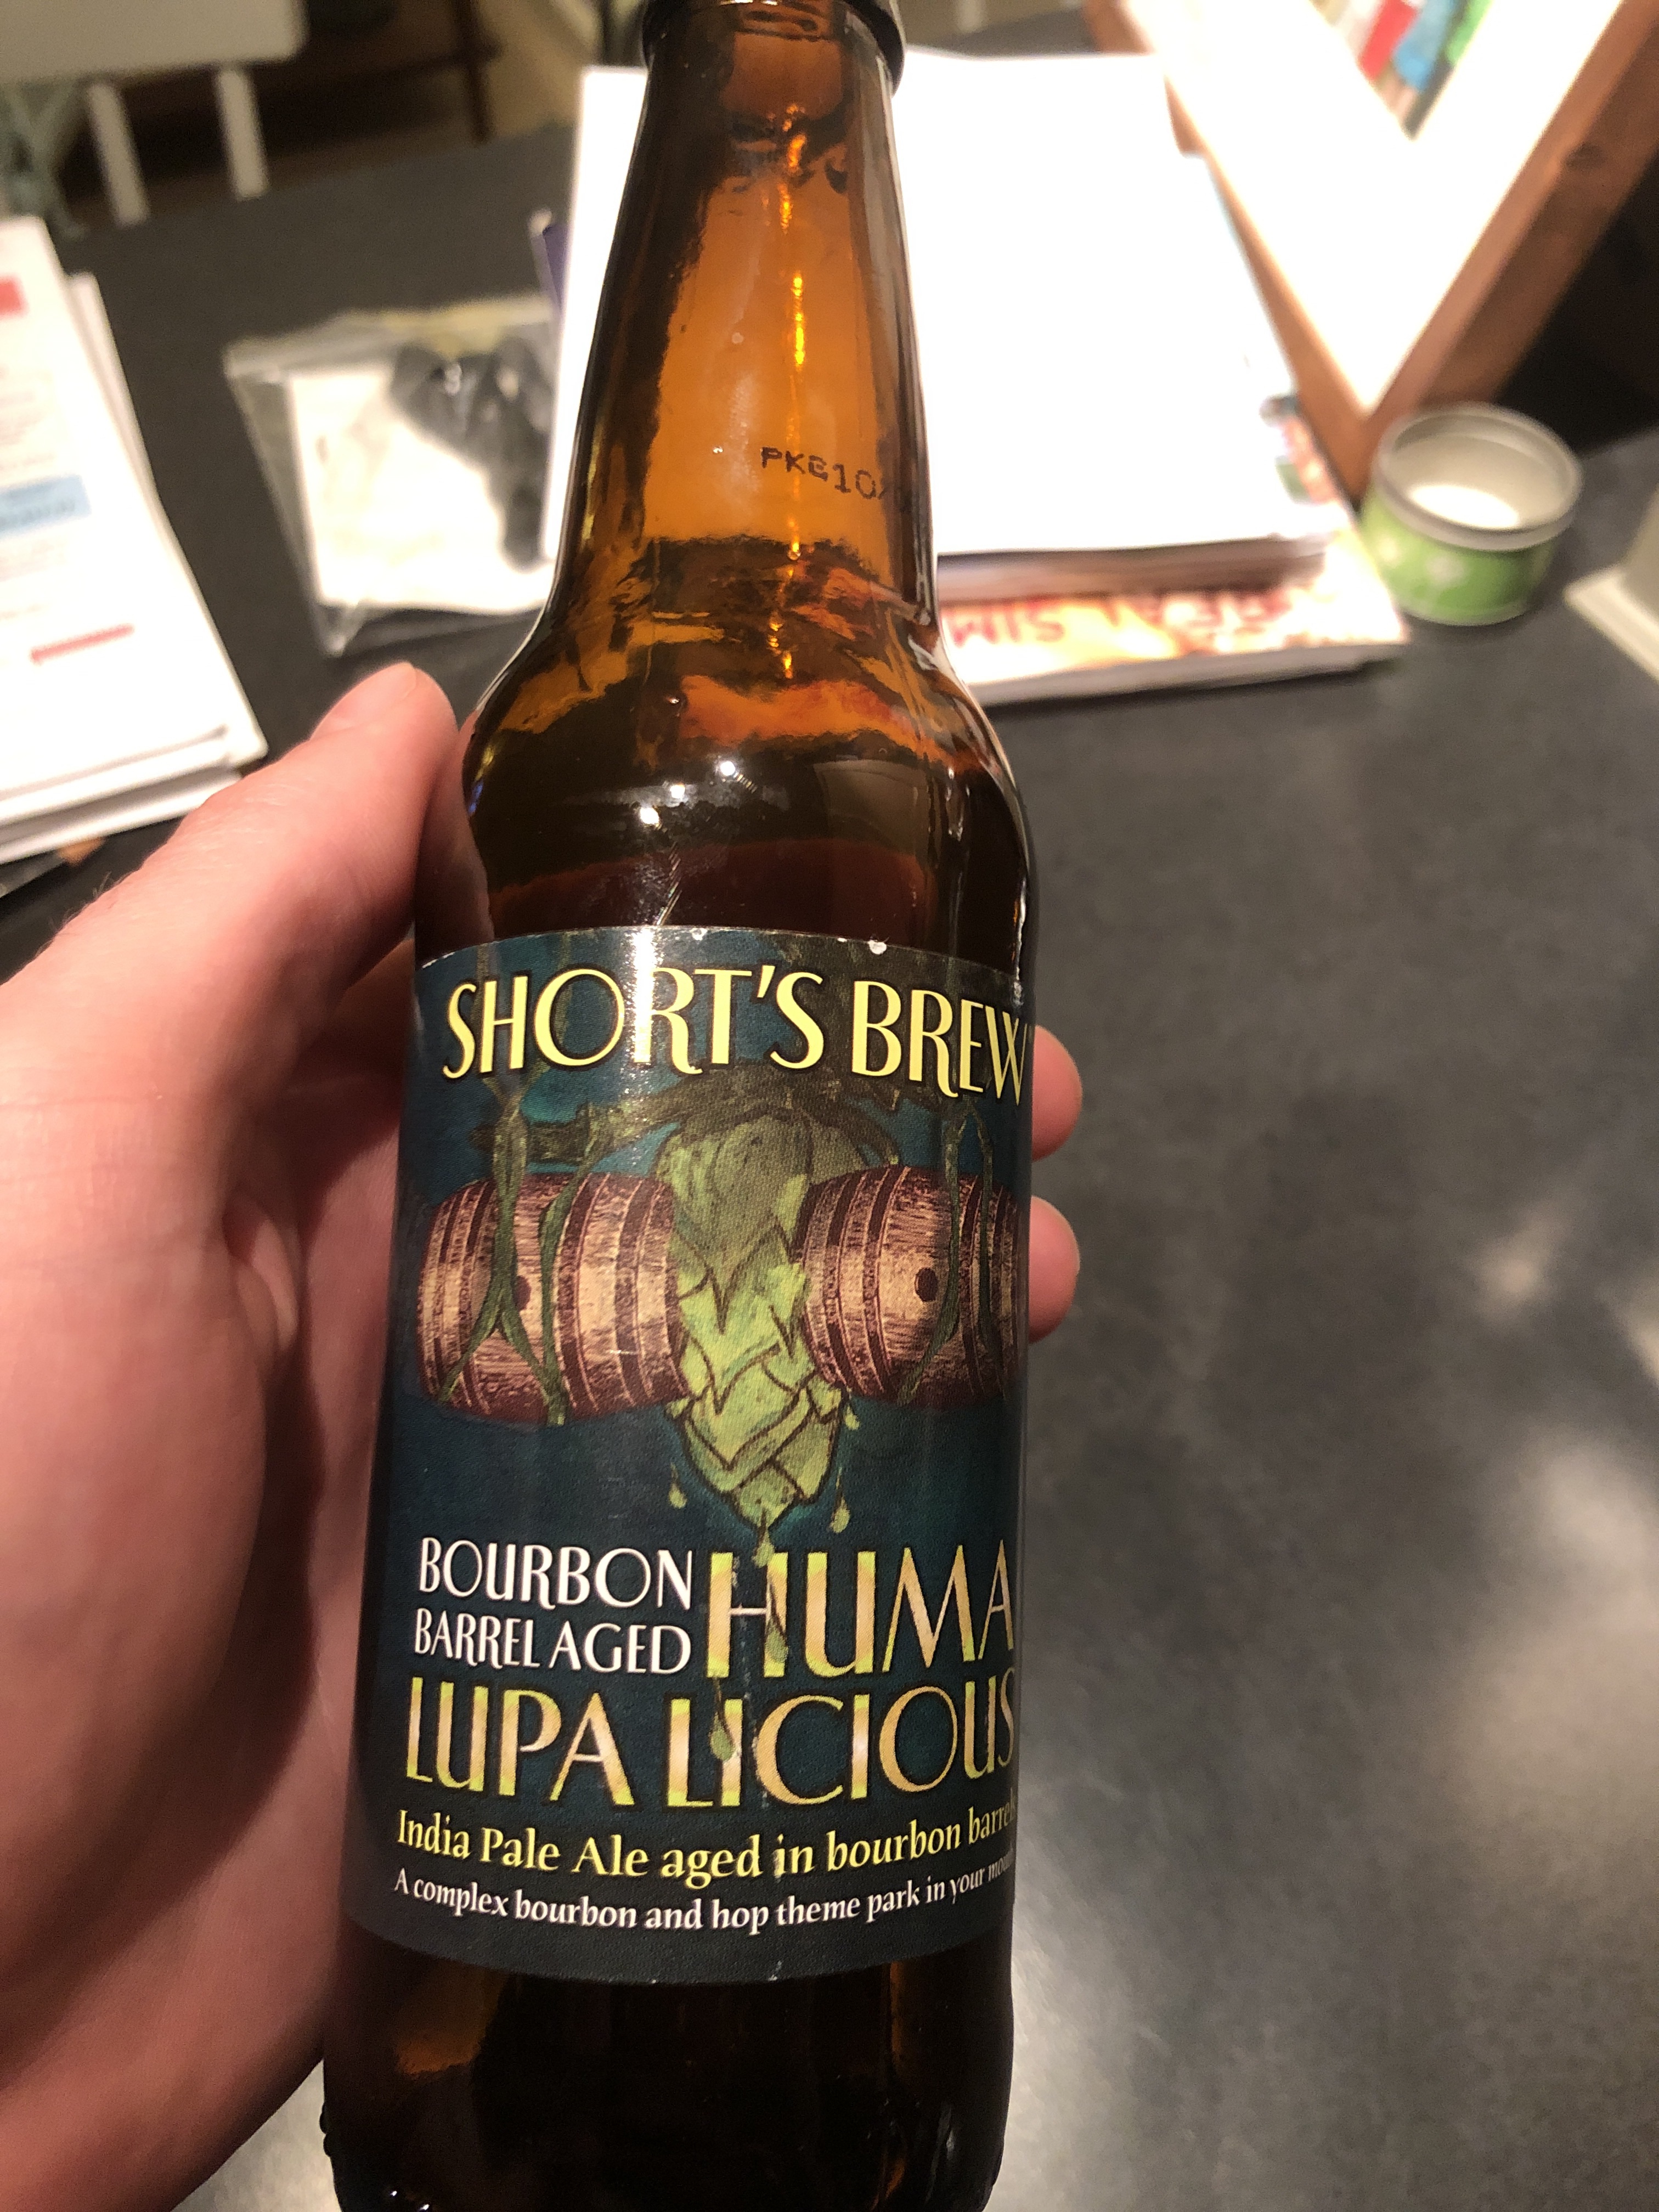 PKG10
SHORT'S BREW
BOURBON
BARREL AGED
HUMA
LUPA LICIOUS
India Pale Ale aged in bourbon barrels
A complex bourbon and hop theme park in your